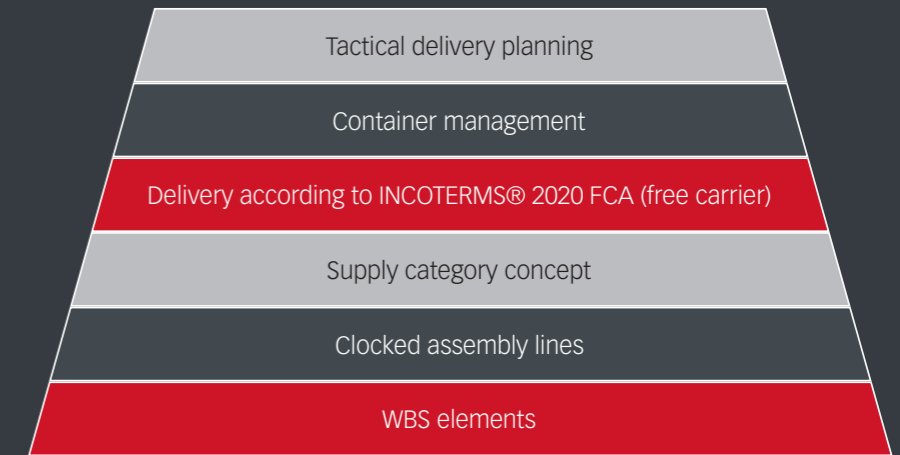 Tactical delivery planning
Container management
Delivery according to INCOTERMS® 2020 FCA (free carrier)
Supply category concept
Clocked assembly lines
WBS elements